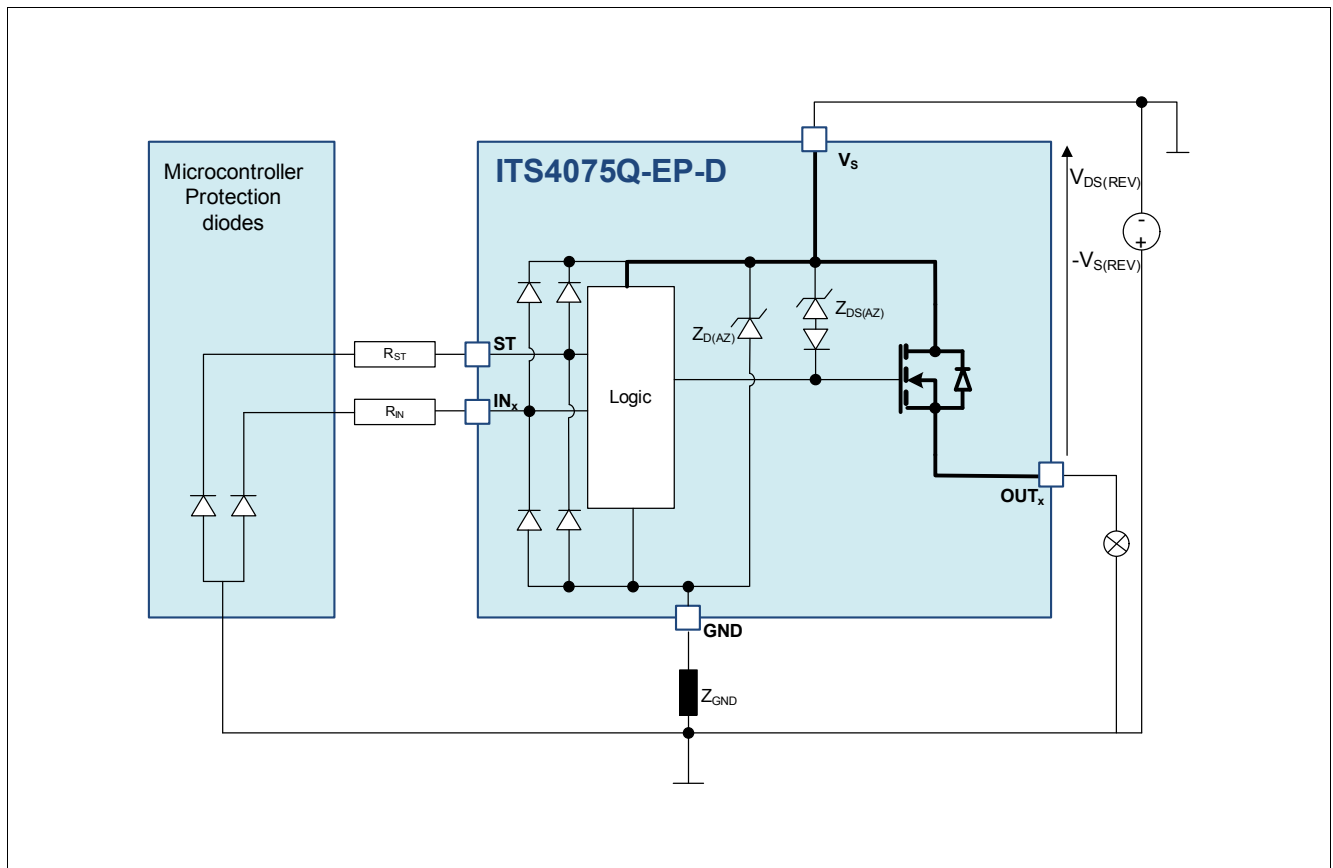 Microcontroller
Protection
diodes
ITS4075Q-EP-D
VS
VDS(REV)
-
+
-VS(REV)
ZDS(AZ)
ZD(AZ)
RST
ST
RIN
INx
Logic
OUTx
GND
ZGND